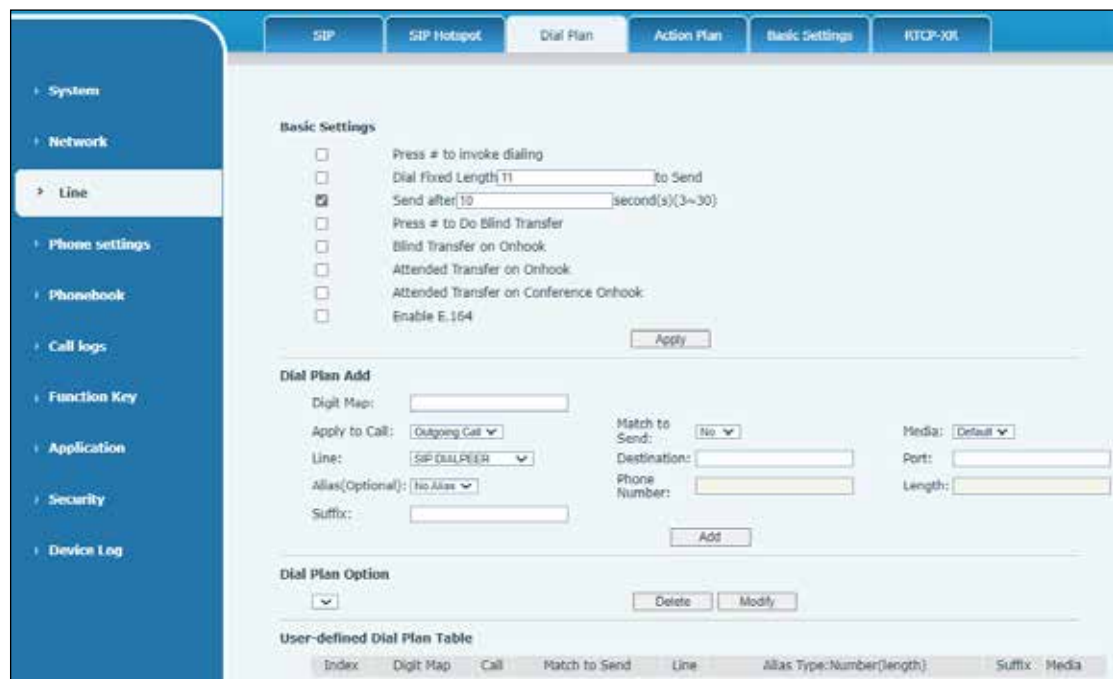 SIP SIP Hotspot Dial Plan Action Plan Basic Settings RTCP-XR
System
Network
Line
Phone settings
Phonebook
Call logs
Function Key
Application
Security
Device Log
Basic Settings
Press # to invoke dialing
Dial Fixed Length 11 to Send
Send after 10 second(s)(3~30)
Press # to Do Blind Transfer
Blind Transfer on Onhook
Attended Transfer on Onhook
Attended Transfer on Conference Onhook
Enable E.164
Apply
Dial Plan Add
Digit Map:
Apply to Call: Outgoing Call Match to Send: No Media: Default
Line: SIP DIALPEER Destination: Port:
Alias(Optional): No Alias Phone Number: Length:
Suffix:
Add
Dial Plan Option
Delete Modify
User-defined Dial Plan Table
Index Digit Map Call Match to Send Line Alias Type:Number(length) Suffix Media